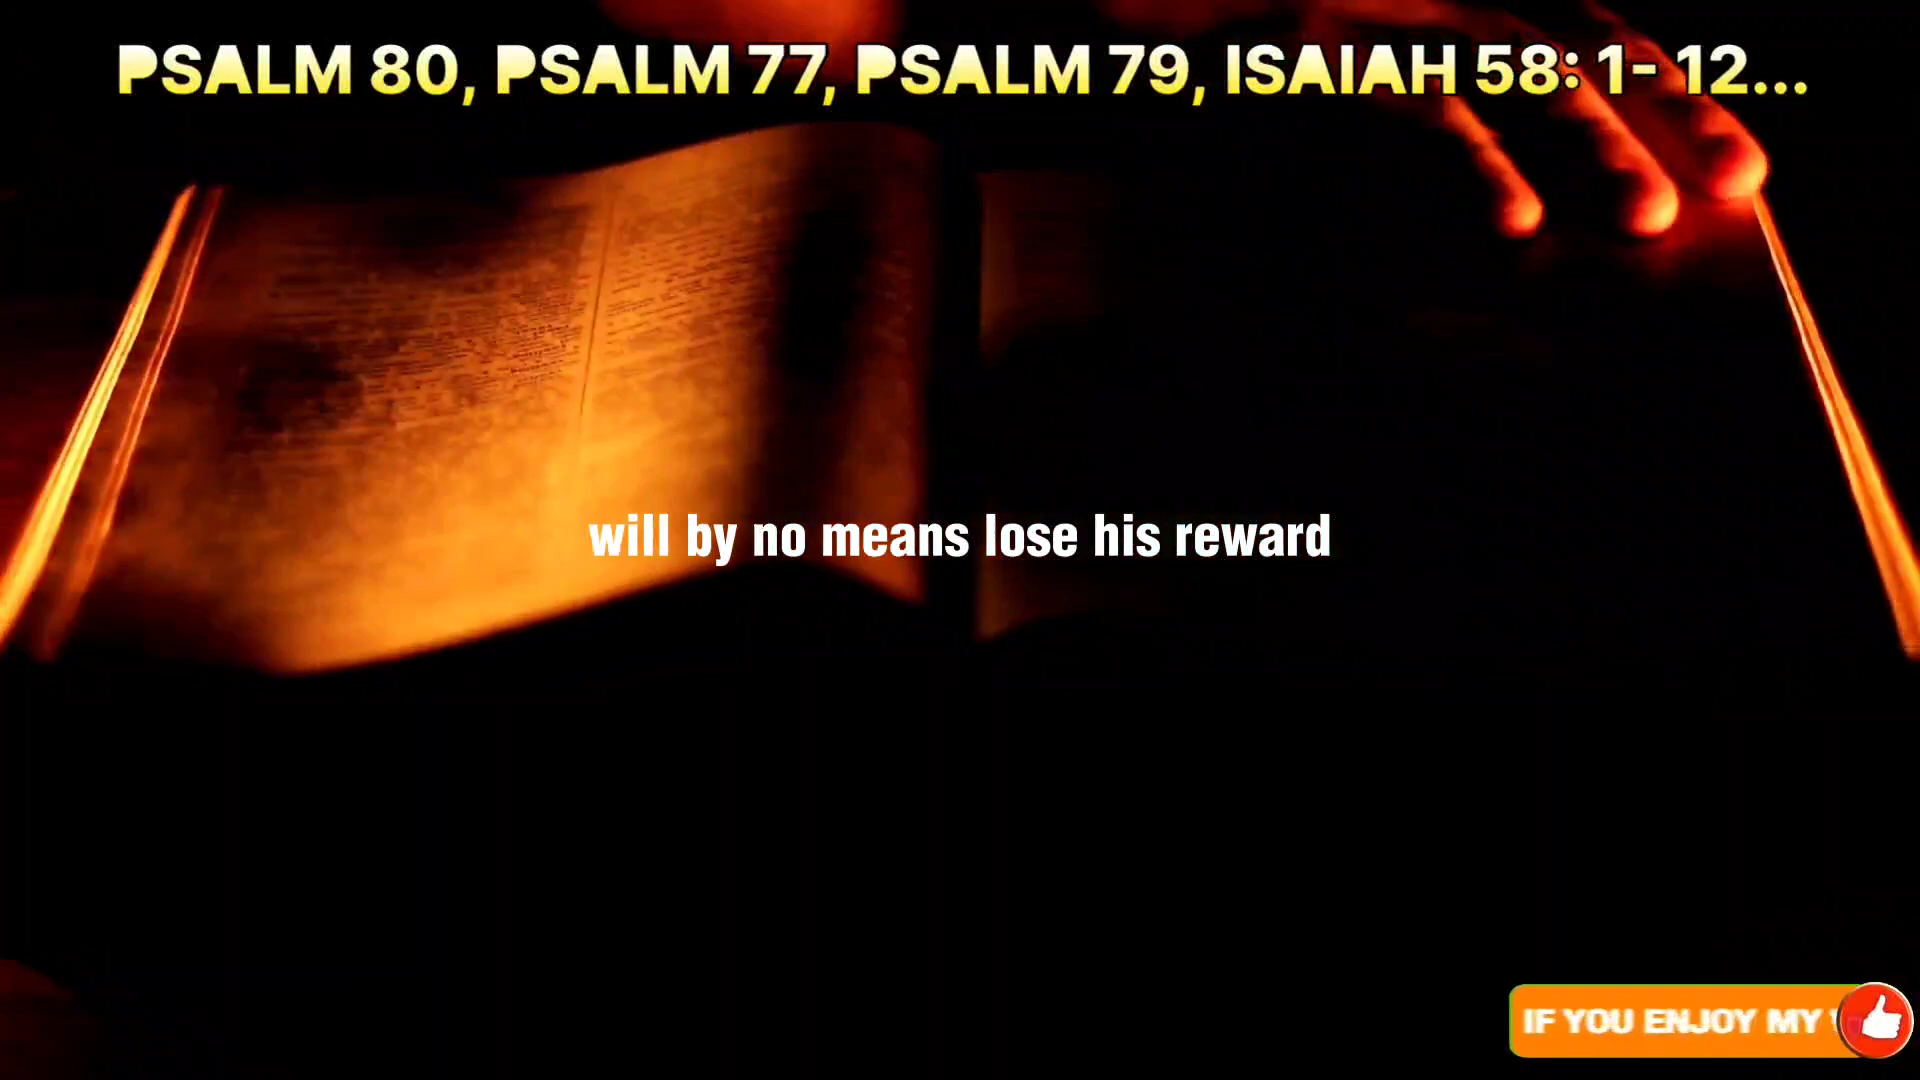 PSALM 80, PSALM 77, PSALM 79, ISAIAH 58: 1- 12...
will by no means lose his reward
IF YOU ENJOY MY